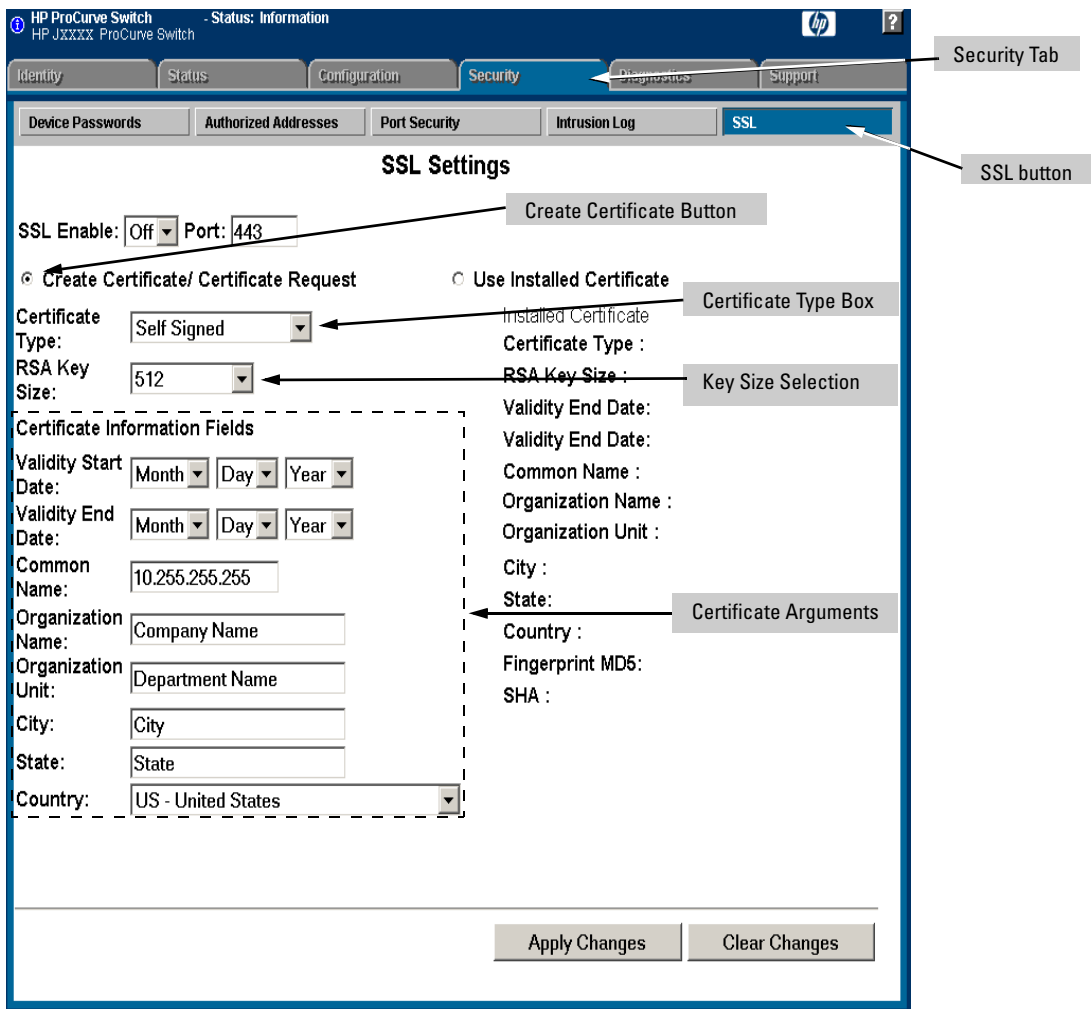 HP ProCurve Switch - Status: Information
HP JXXXX ProCurve Switch
hp
?
Identity Status Configuration Security Diagnostics Support
Security Tab
Device Passwords Authorized Addresses Port Security Intrusion Log SSL
SSL button
SSL Settings
Create Certificate Button
SSL Enable: Off Port: 443
Create Certificate/ Certificate Request Use Installed Certificate
Certificate Type Box
Certificate
Type: Self Signed
RSA Key
Size: 512
Key Size Selection
Certificate Information Fields
Validity Start
Date: Month Day Year
Validity End
Date: Month Day Year
Common
Name: 10.255.255.255
Organization
Name: Company Name
Organization
Unit: Department Name
City: City
State: State
Country: US - United States
Installed Certificate
Certificate Type :
RSA Key Size :
Validity End Date:
Validity End Date:
Common Name :
Organization Name :
Organization Unit :
City :
State:
Country :
Fingerprint MD5:
SHA :
Certificate Arguments
Apply Changes Clear Changes